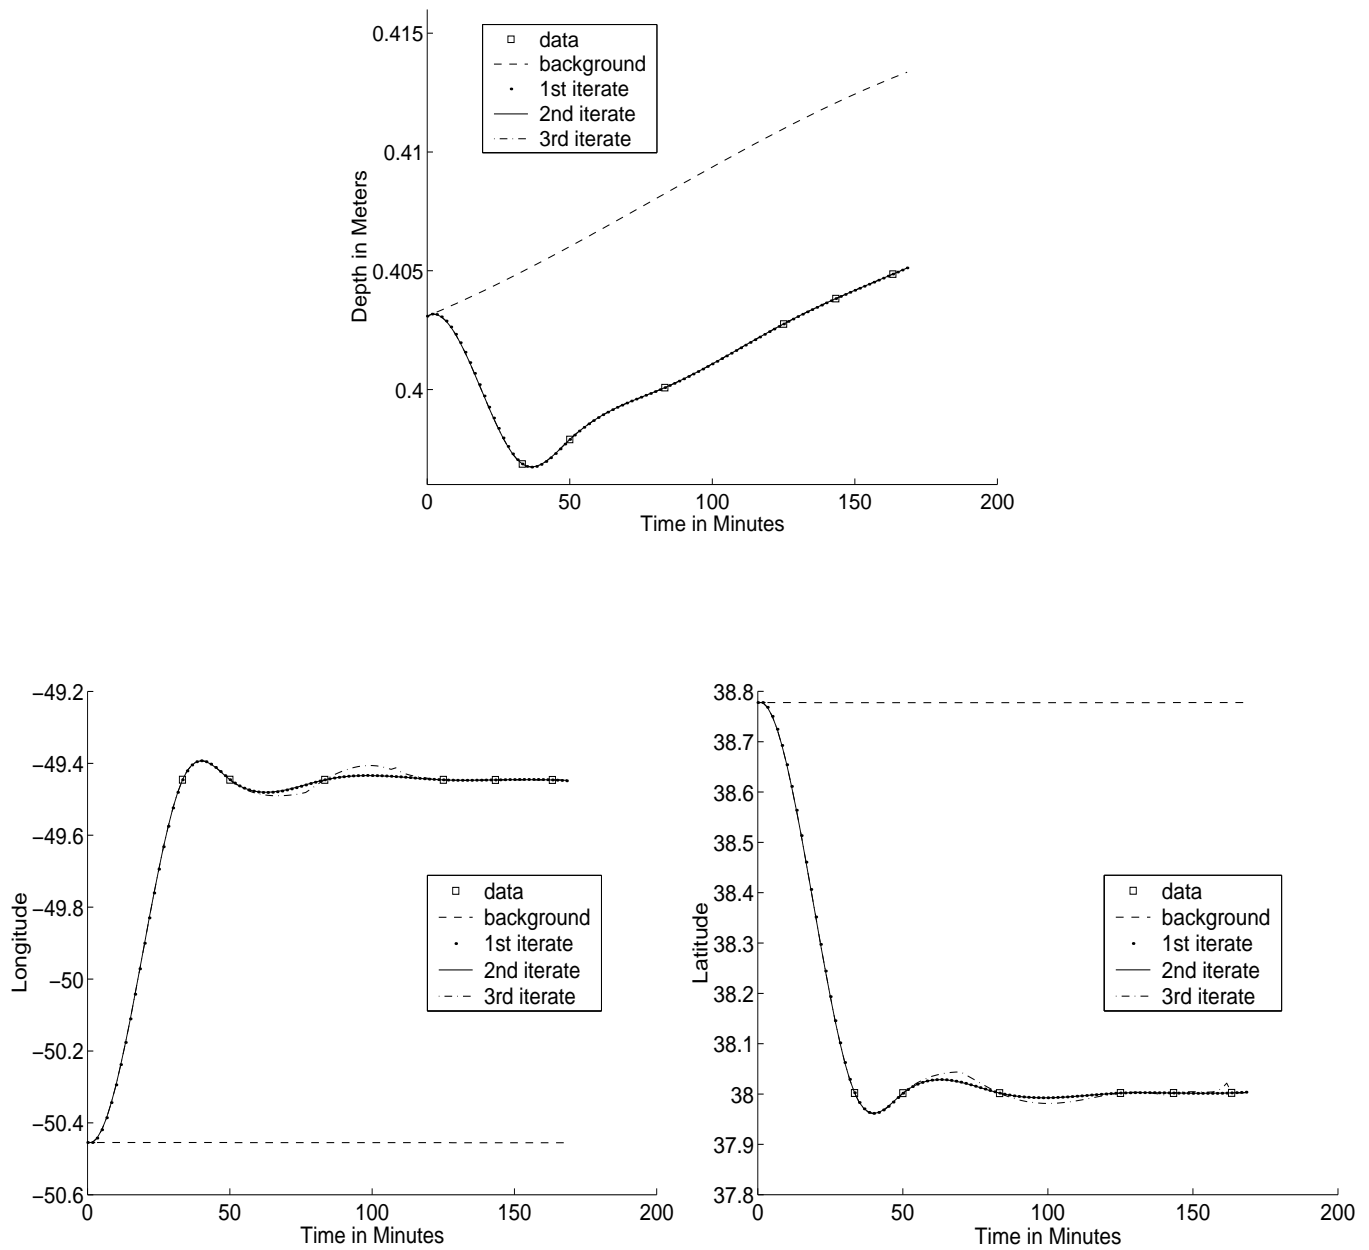 0.415
0.41
0.405
0.4
Depth in Meters
data
background
1st iterate
2nd iterate
3rd iterate
0 50 100 150 200
Time in Minutes
−49.2
−49.4
−49.6
−49.8
−50
−50.2
−50.4
−50.6
Longitude
data
background
1st iterate
2nd iterate
3rd iterate
0 50 100 150 200
Time in Minutes
38.8
38.7
38.6
38.5
38.4
38.3
38.2
38.1
38
37.9
37.8
Latitude
data
background
1st iterate
2nd iterate
3rd iterate
0 50 100 150 200
Time in Minutes